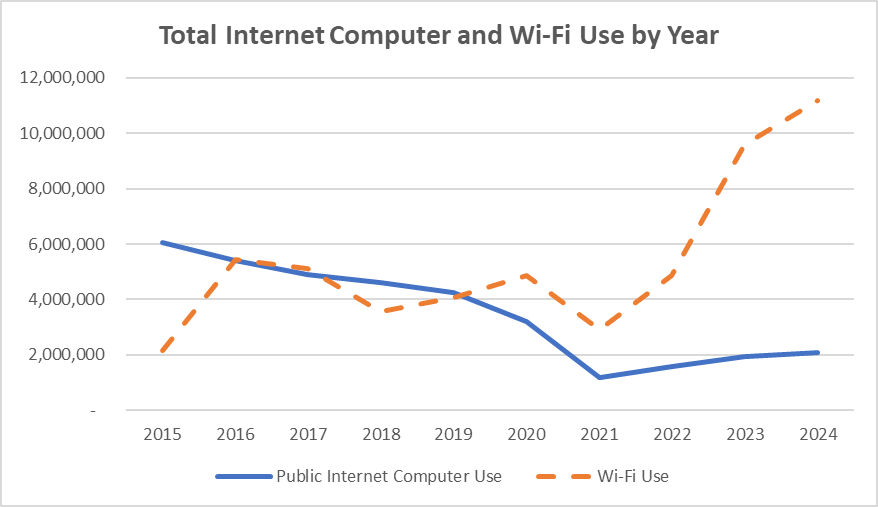 Total Internet Computer and Wi-Fi Use by Year
12,000,000
10,000,000
8,000,000
6,000,000
4,000,000
2,000,000
-
2015 2016 2017 2018 2019 2020 2021 2022 2023 2024
Public Internet Computer Use Wi-Fi Use